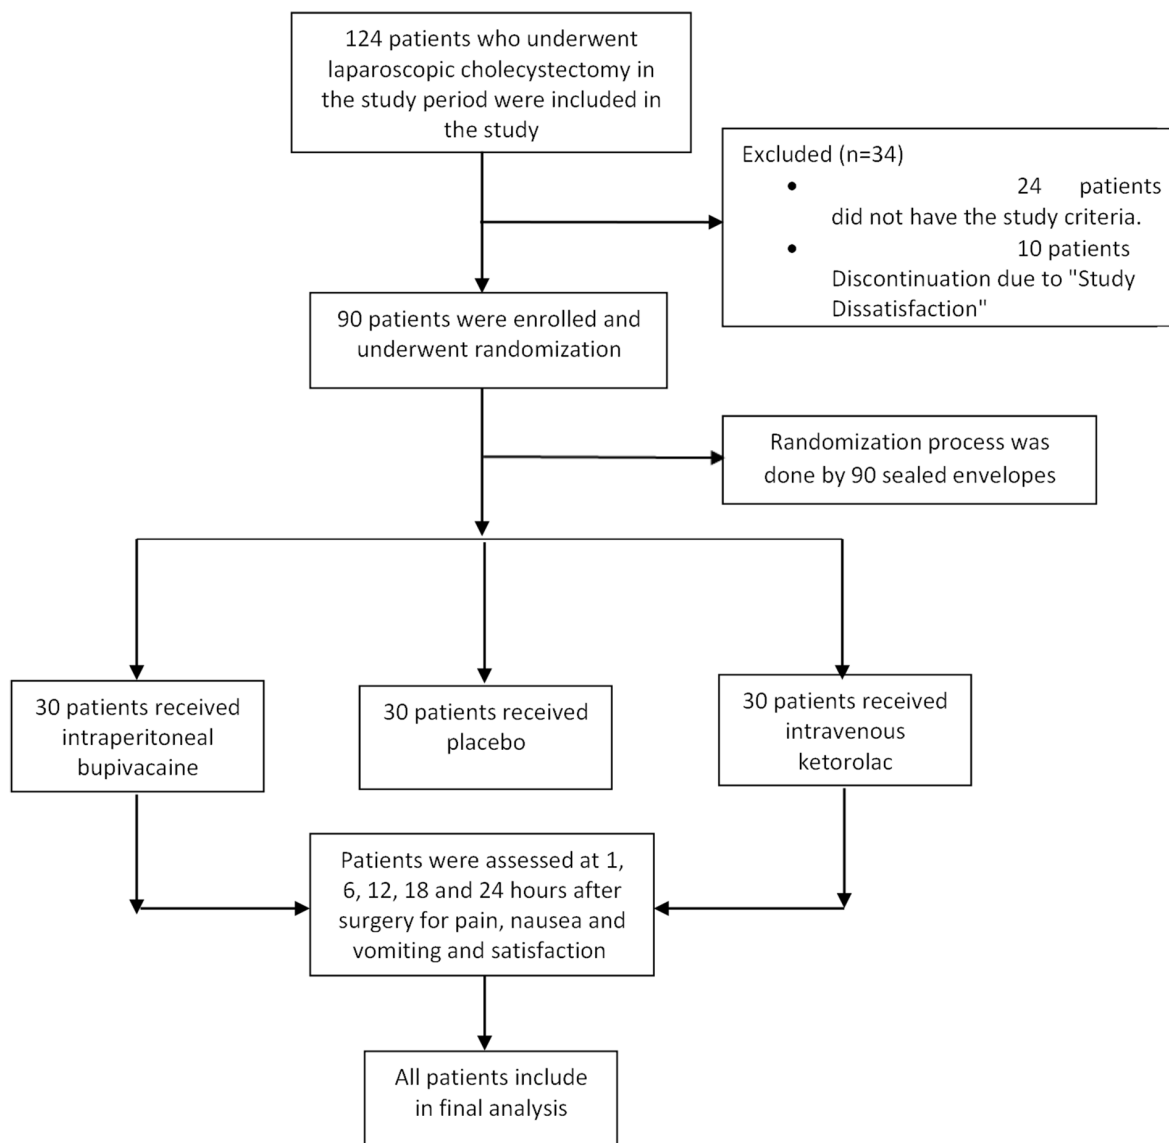 124 patients who underwent
laparoscopic cholecystectomy in
the study period were included in
the study
Excluded (n=34)
• 24 patients
did not have the study criteria.
• 10 patients
Discontinuation due to "Study
Dissatisfaction"
90 patients were enrolled and
underwent randomization
Randomization process was
done by 90 sealed envelopes
30 patients received
intraperitoneal
bupivacaine
30 patients received
placebo
30 patients received
intravenous
ketorolac
Patients were assessed at 1,
6, 12, 18 and 24 hours after
surgery for pain, nausea and
vomiting and satisfaction
All patients include
in final analysis